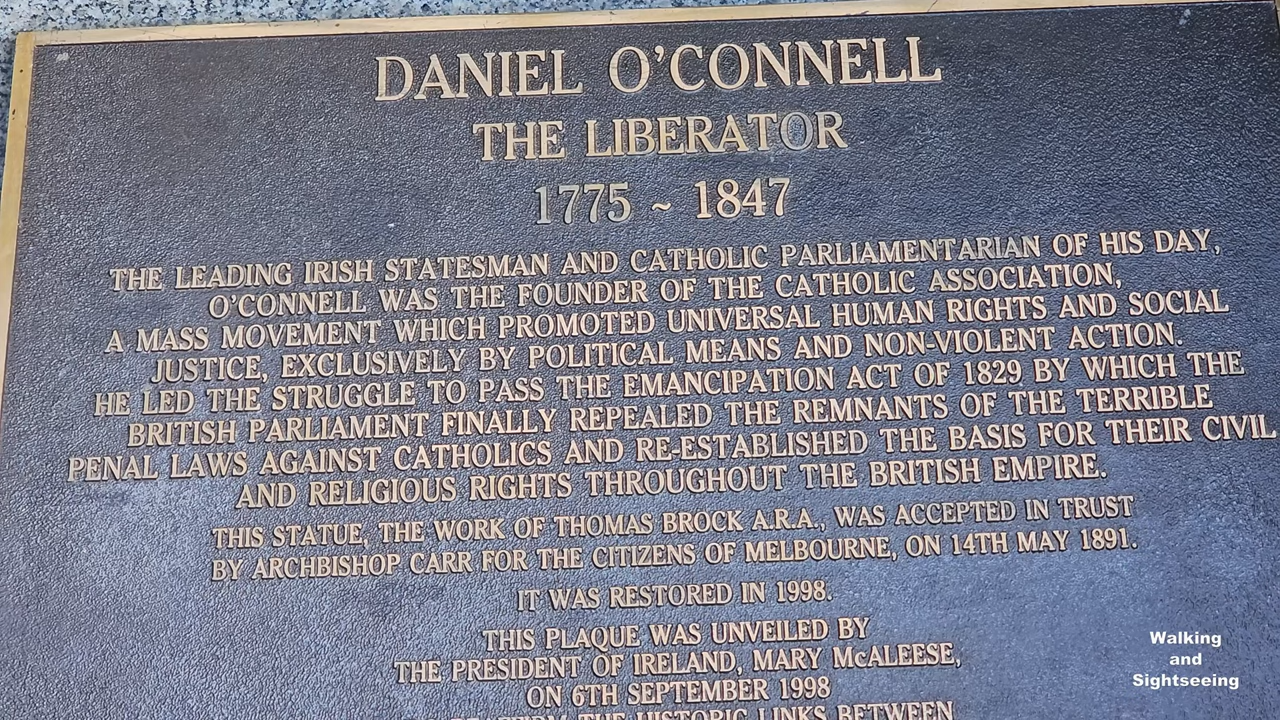 DANIEL O'CONNELL
THE LIBERATOR
1775 ~ 1847
THE LEADING IRISH STATESMAN AND CATHOLIC PARLIAMENTARIAN OF HIS DAY,
O'CONNELL WAS THE FOUNDER OF THE CATHOLIC ASSOCIATION,
A MASS MOVEMENT WHICH PROMOTED UNIVERSAL HUMAN RIGHTS AND SOCIAL
JUSTICE, EXCLUSIVELY BY POLITICAL MEANS AND NON-VIOLENT ACTION.
HE LED THE STRUGGLE TO PASS THE EMANCIPATION ACT OF 1829 BY WHICH THE
BRITISH PARLIAMENT FINALLY REPEALED THE REMNANTS OF THE TERRIBLE
PENAL LAWS AGAINST CATHOLICS AND RE-ESTABLISHED THE BASIS FOR THEIR CIVIL
AND RELIGIOUS RIGHTS THROUGHOUT THE BRITISH EMPIRE.
THIS STATUE, THE WORK OF THOMAS BROCK A.R.A., WAS ACCEPTED IN TRUST
BY ARCHBISHOP CARR FOR THE CITIZENS OF MELBOURNE, ON 14TH MAY 1891.
IT WAS RESTORED IN 1998.
THIS PLAQUE WAS UNVEILED BY
THE PRESIDENT OF IRELAND, MARY McALEESE,
ON 6TH SEPTEMBER 1998
THE HISTORIC LINKS BETWEEN
Walking
and
Sightseeing